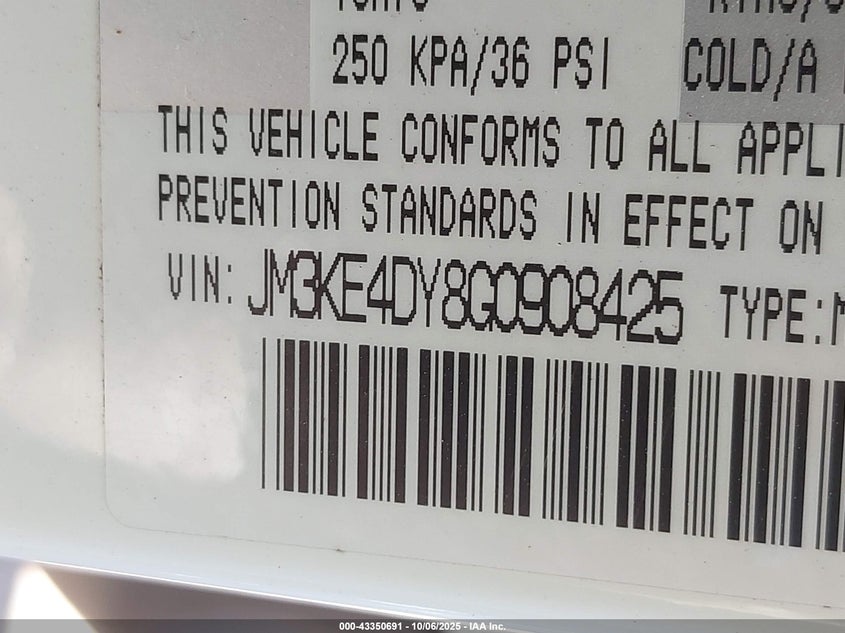 250 KPA/36 PSI COLD/A
THIS VEHICLE CONFORMS TO ALL APPLI
PREVENTION STANDARDS IN EFFECT ON
VIN: JM3KE4DY8G0908425 TYPE:M
000-43350691 - 10/06/2025 - IAA Inc.